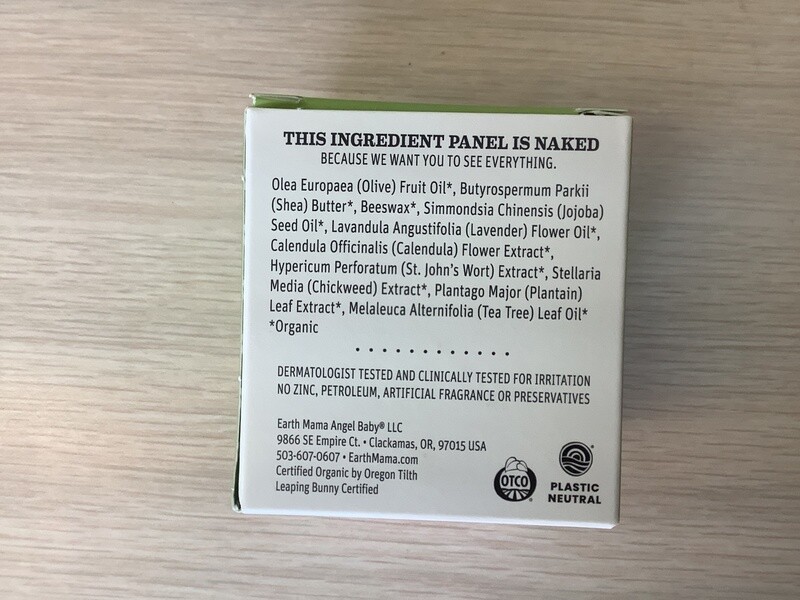 THIS INGREDIENT PANEL IS NAKED
BECAUSE WE WANT YOU TO SEE EVERYTHING.
Olea Europaea (Olive) Fruit Oil*, Butyrospermum Parkii
(Shea) Butter*, Beeswax*, Simmondsia Chinensis (Jojoba)
Seed Oil*, Lavandula Angustifolia (Lavender) Flower Oil*,
Calendula Officinalis (Calendula) Flower Extract*,
Hypericum Perforatum (St. John's Wort) Extract*, Stellaria
Media (Chickweed) Extract*, Plantago Major (Plantain)
Leaf Extract*, Melaleuca Alternifolia (Tea Tree) Leaf Oil*
*Organic
DERMATOLOGIST TESTED AND CLINICALLY TESTED FOR IRRITATION
NO ZINC, PETROLEUM, ARTIFICIAL FRAGRANCE OR PRESERVATIVES
Earth Mama Angel Baby® LLC
9866 SE Empire Ct. • Clackamas, OR, 97015 USA
503-607-0607 • EarthMama.com
Certified Organic by Oregon Tilth
Leaping Bunny Certified
OTCO
PLASTIC
NEUTRAL